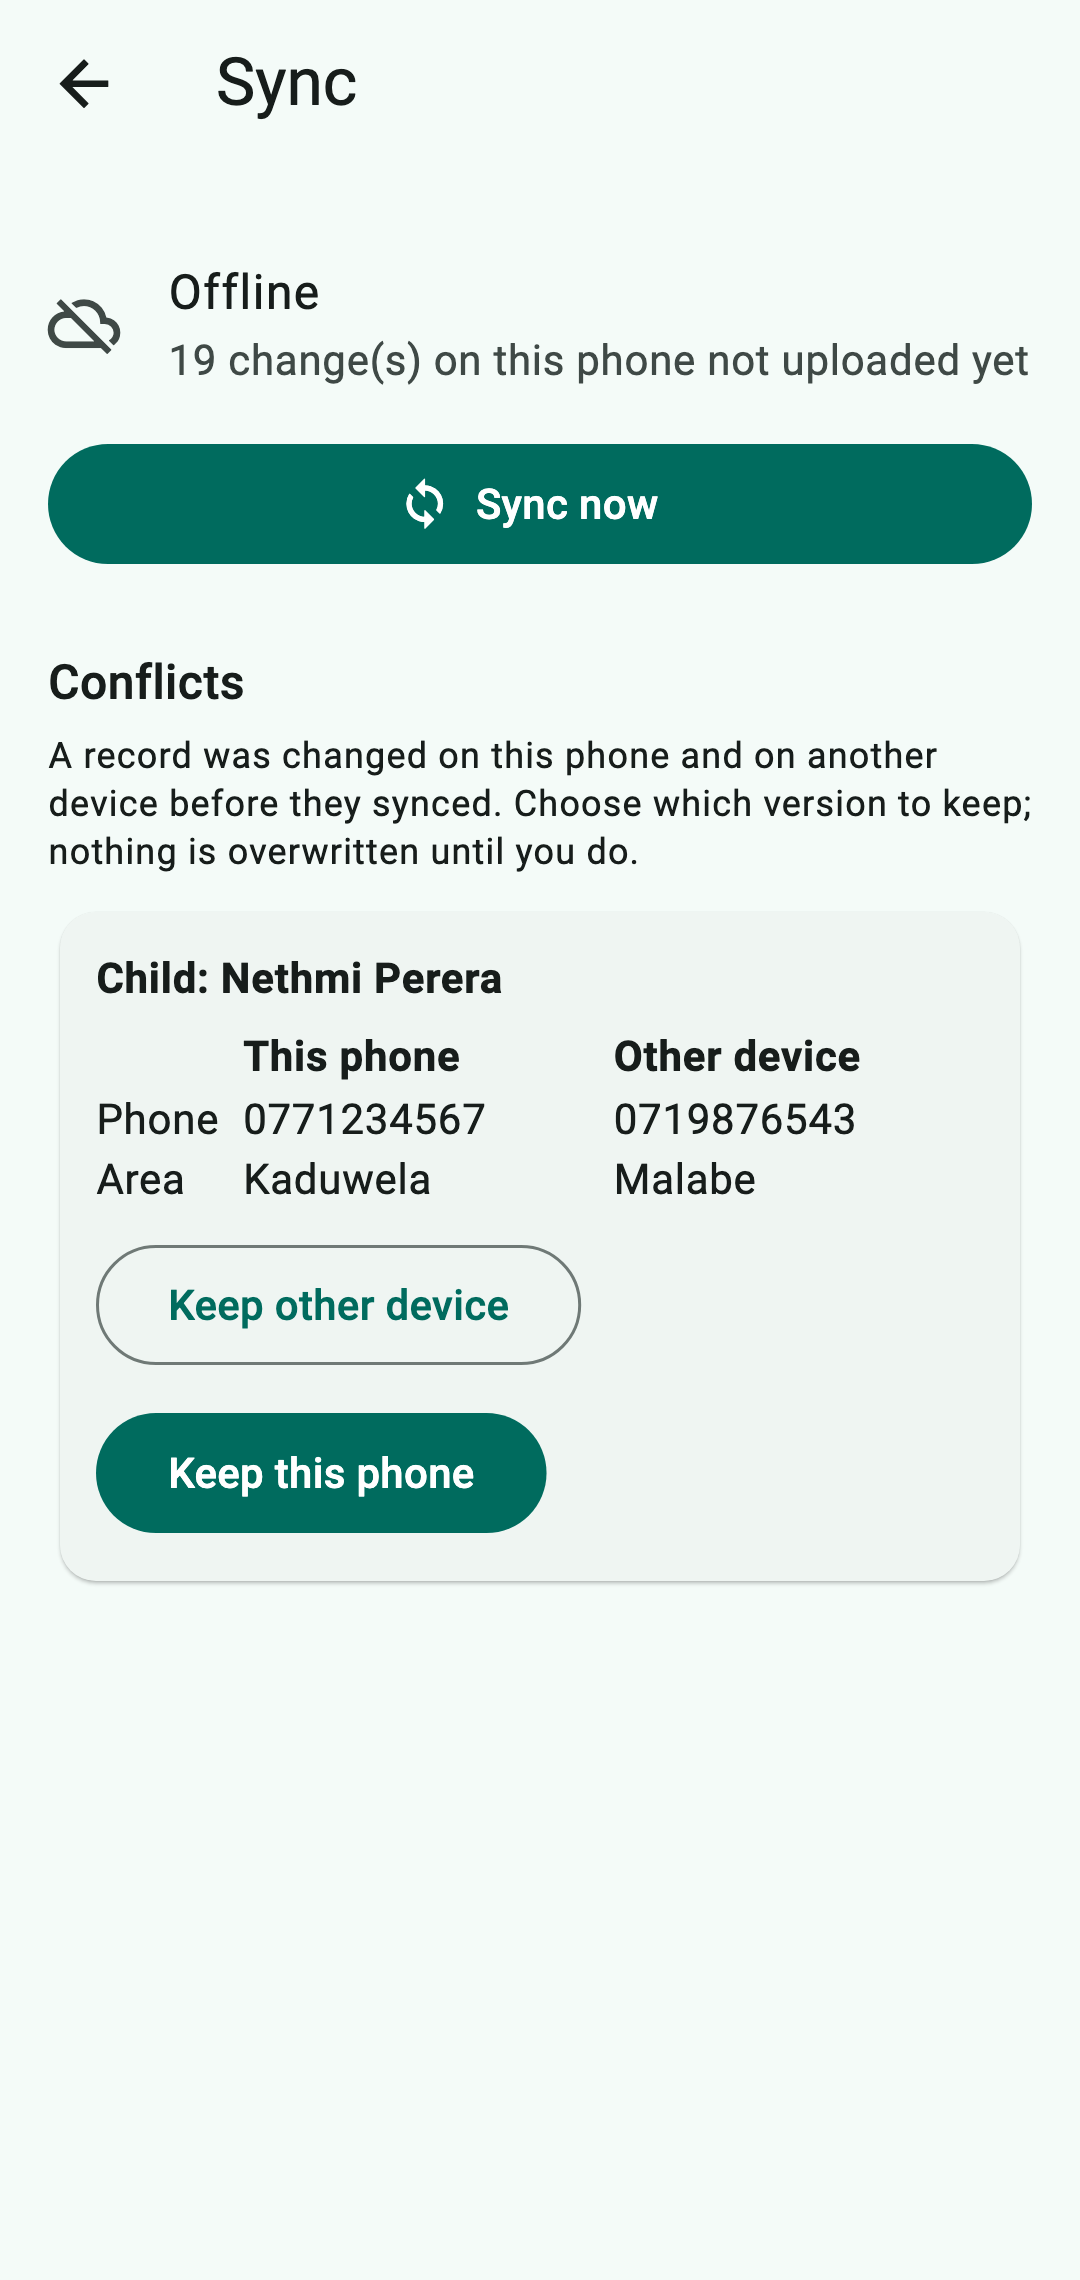 Sync
Offline
19 change(s) on this phone not uploaded yet
Sync now
Conflicts
A record was changed on this phone and on another
device before they synced. Choose which version to keep;
nothing is overwritten until you do.
Child: Nethmi Perera
This phone Other device
Phone 0771234567 0719876543
Area Kaduwela Malabe
Keep other device
Keep this phone